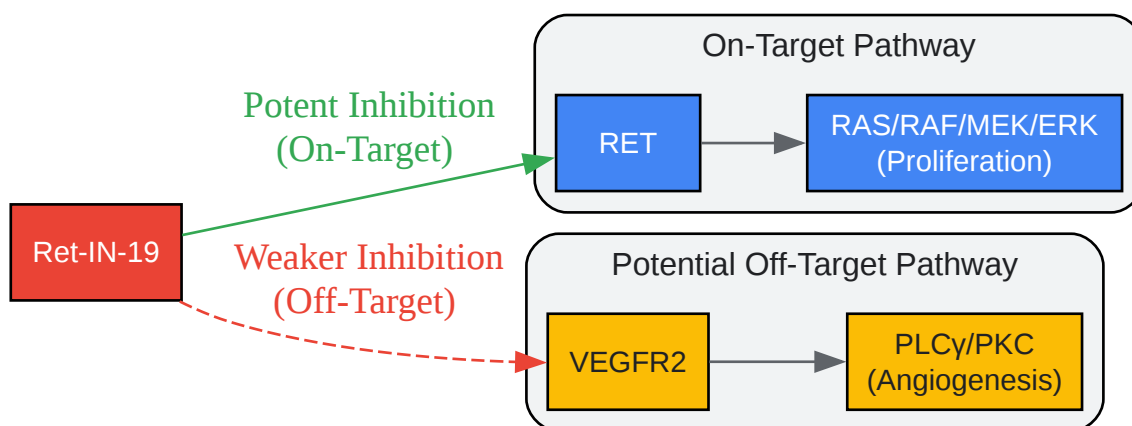 On-Target Pathway
Potent Inhibition
(On-Target)
RET
RAS/RAF/MEK/ERK
(Proliferation)
Ret-IN-19
Weaker Inhibition
(Off-Target)
Potential Off-Target Pathway
VEGFR2
PLCγ/PKC
(Angiogenesis)